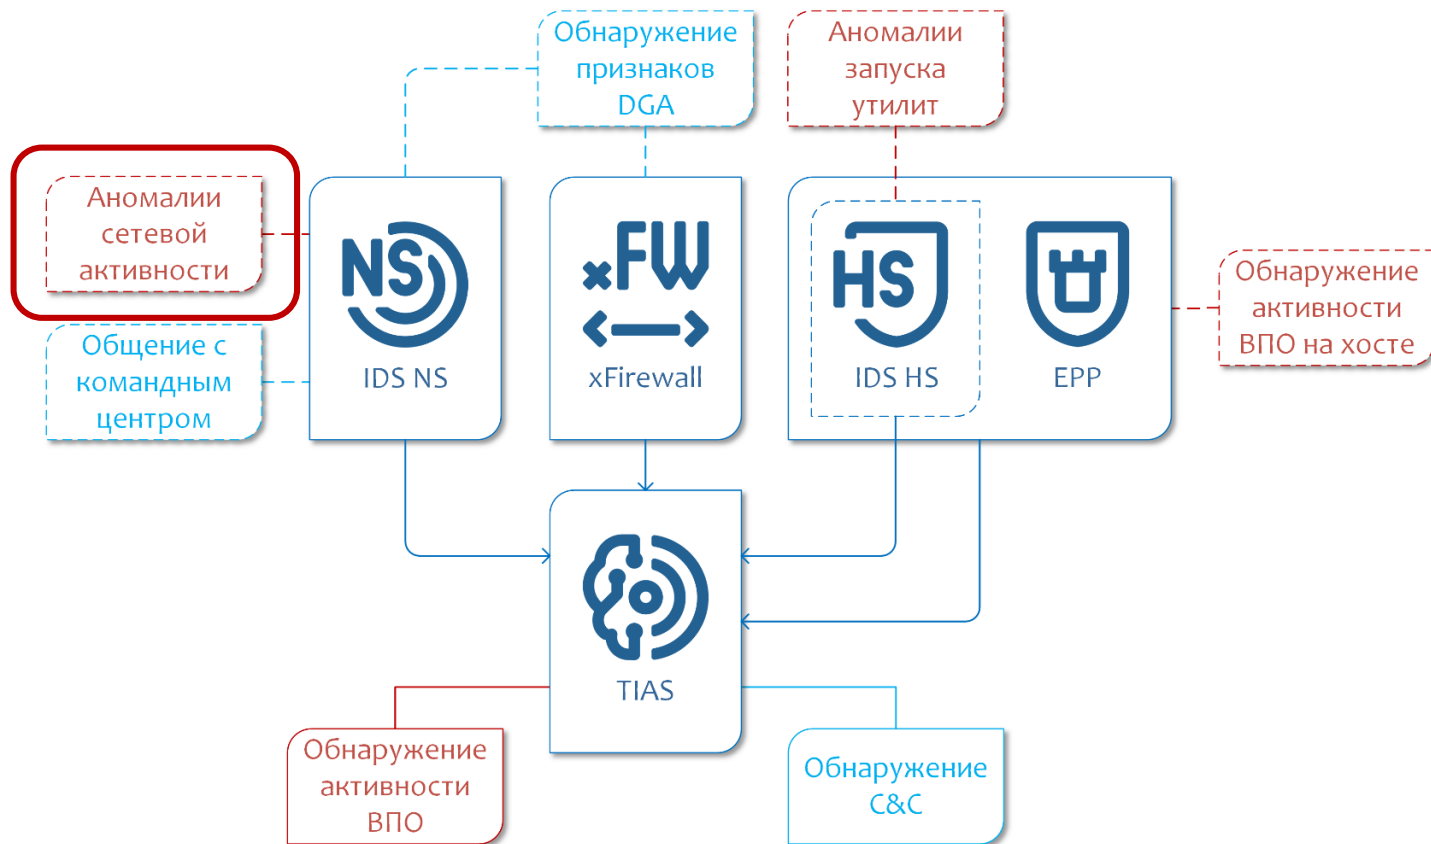 Обнаружение
признаков
DGA
Аномалии
запуска
утилит
Аномалии
сетевой
активности
Общение с
командным
центром
NS
IDS NS
xFW
xFirewall
HS
IDS HS
EPP
Обнаружение
активности
ВПО на хосте
TIAS
Обнаружение
активности
ВПО
Обнаружение
C&C